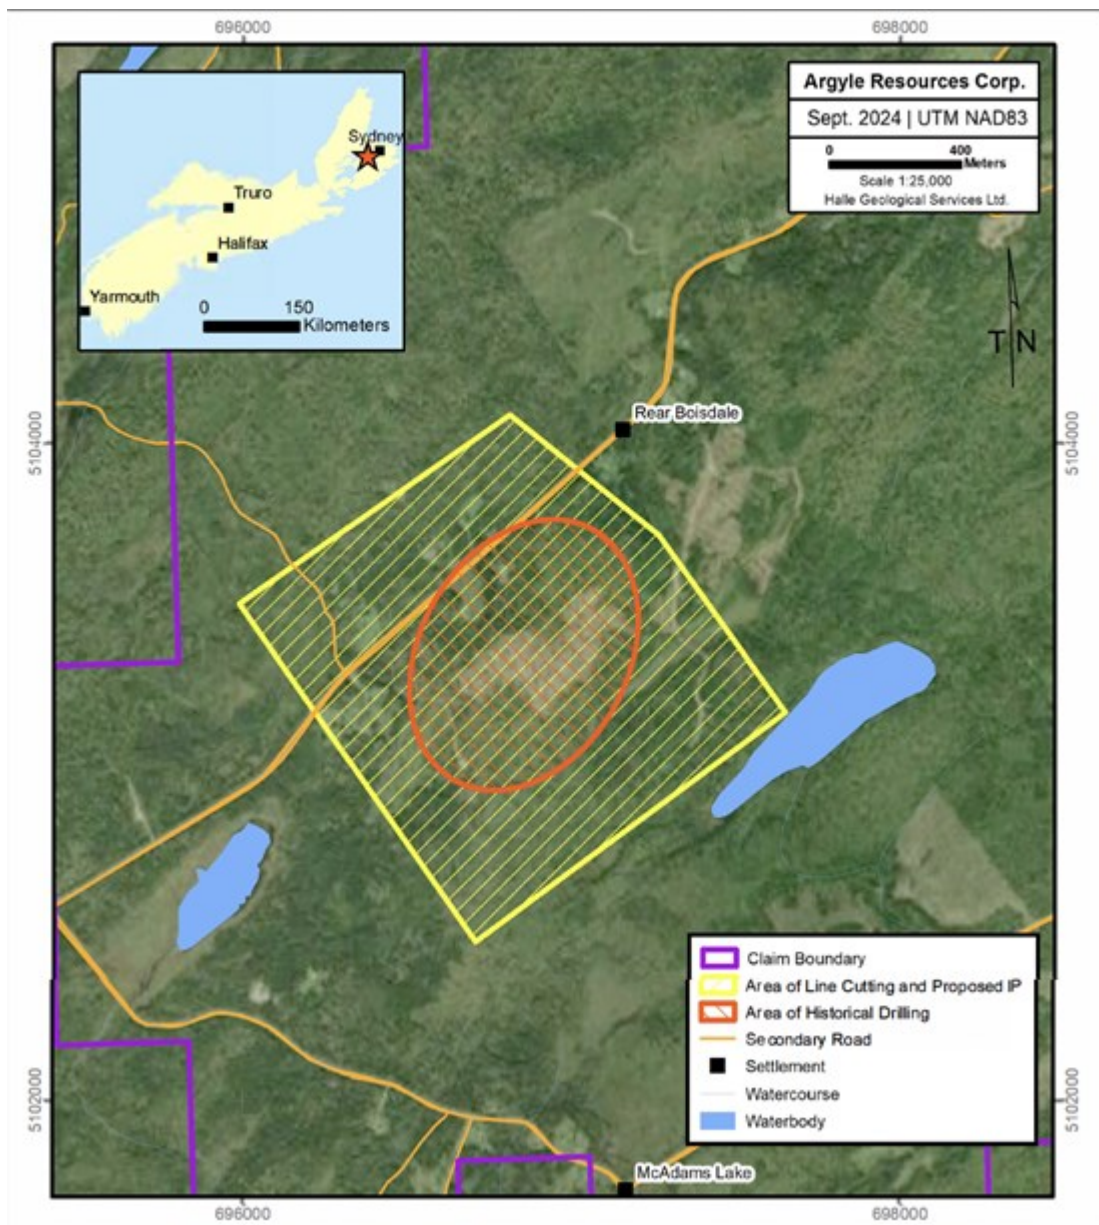 696000
698000
Argyle Resources Corp.
Sept. 2024 | UTM NAD83
0 400
Meters
Scale 1:25,000
Halle Geological Services Ltd.
Sydney
Truro
Halifax
Yarmouth
0 150
Kilometers
T N
Rear Boisdale
5104000
5104000
Claim Boundary
Area of Line Cutting and Proposed IP
Area of Historical Drilling
Secondary Road
Settlement
Watercourse
Waterbody
5102000
5102000
McAdams Lake
696000
698000